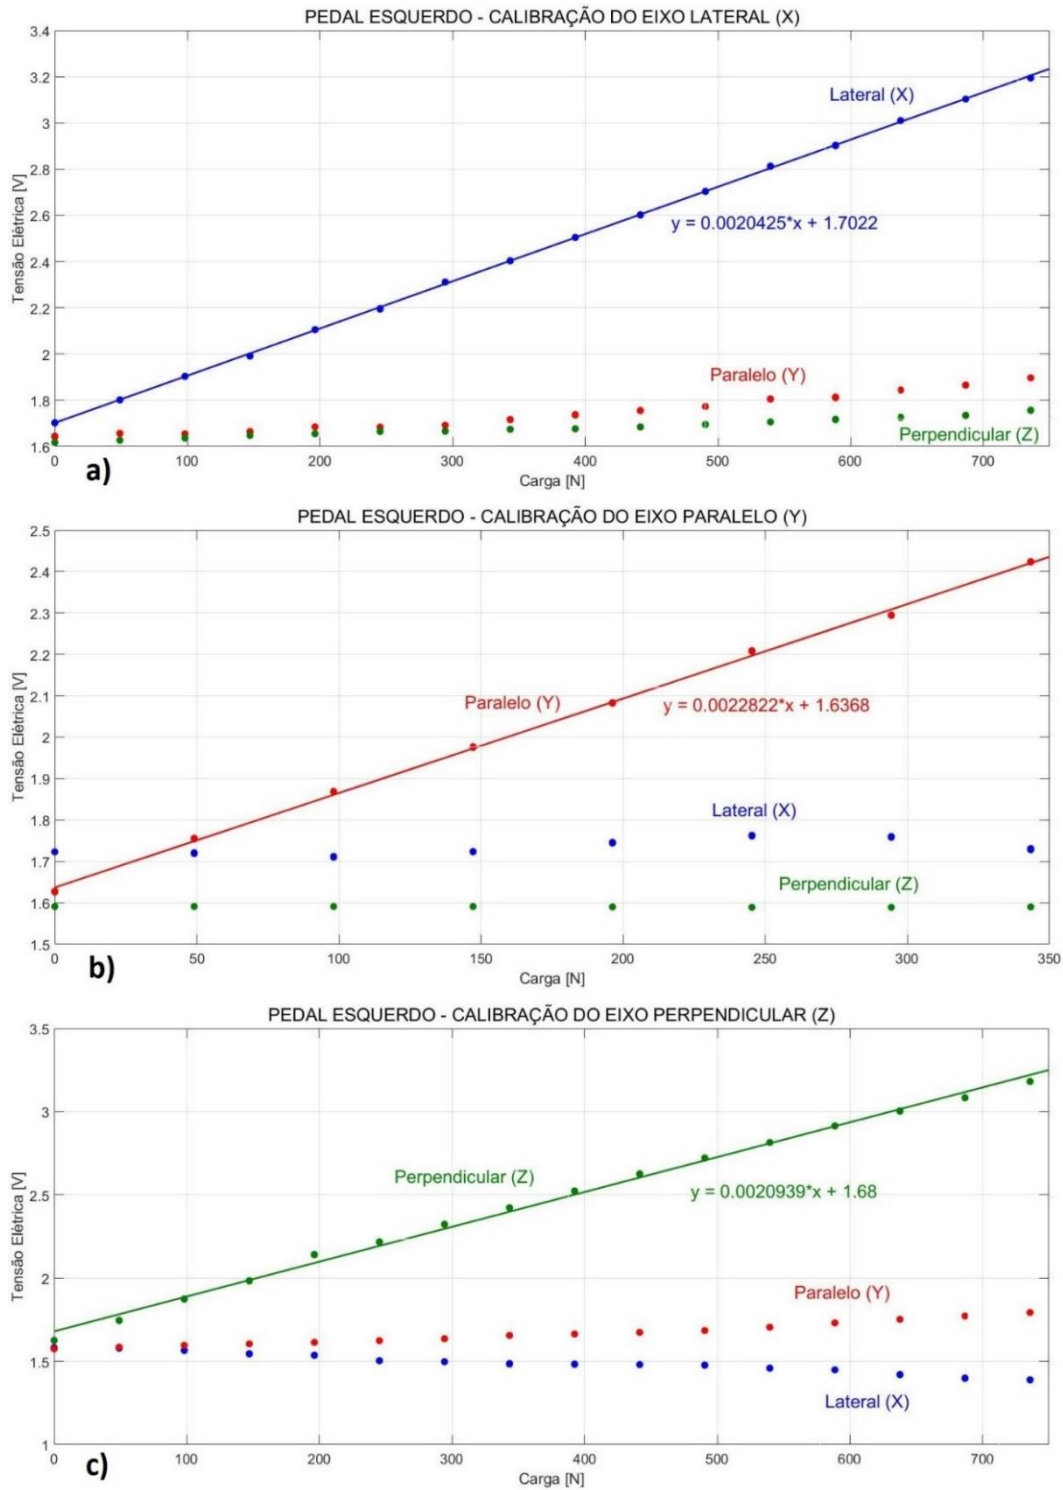 PEDAL ESQUERDO - CALIBRAÇÃO DO EIXO LATERAL (X)
3.4
3.2
3
2.8
2.6
2.4
2.2
2
1.8
1.6
Tensão Elétrica [V]
Lateral (X)
y = 0.0020425*x + 1.7022
Paralelo (Y)
Perpendicular (Z)
0 100 200 300 400 500 600 700
Carga [N]
a)
PEDAL ESQUERDO - CALIBRAÇÃO DO EIXO PARALELO (Y)
2.5
2.4
2.3
2.2
2.1
2
1.9
1.8
1.7
1.6
1.5
Tensão Elétrica [V]
Paralelo (Y)
y = 0.0022822*x + 1.6368
Lateral (X)
Perpendicular (Z)
0 50 100 150 200 250 300 350
Carga [N]
b)
PEDAL ESQUERDO - CALIBRAÇÃO DO EIXO PERPENDICULAR (Z)
3.5
3
2.5
2
1.5
1
Tensão Elétrica [V]
Perpendicular (Z)
y = 0.0020939*x + 1.68
Paralelo (Y)
Lateral (X)
0 100 200 300 400 500 600 700
Carga [N]
c)